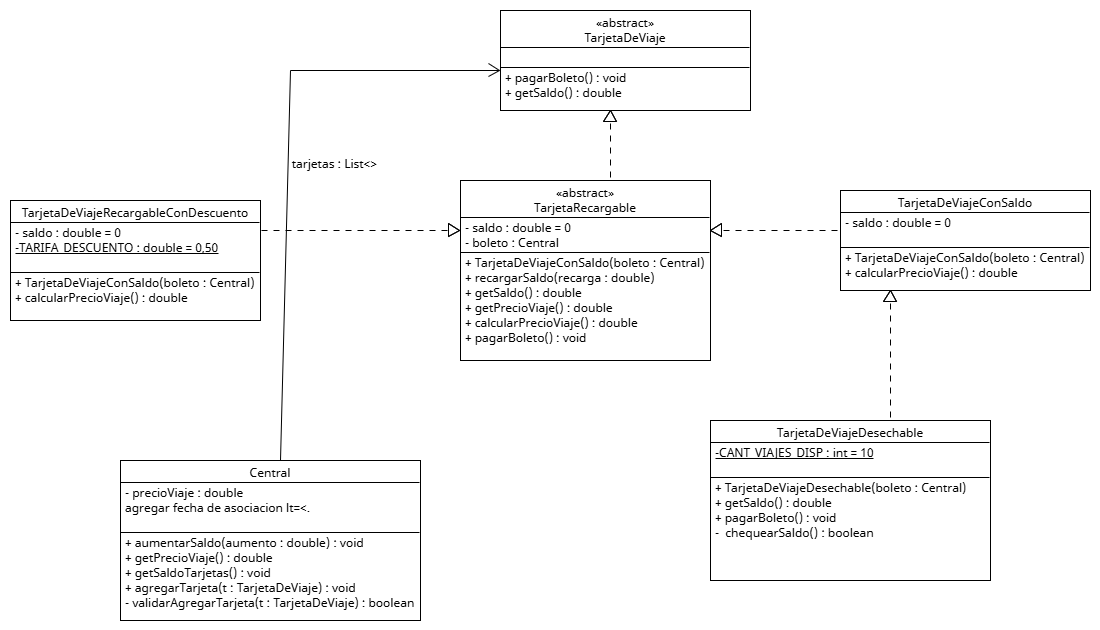 «abstract»
TarjetaDeViaje
+ pagarBoleto() : void
+ getSaldo() : double
tarjetas : List<>
TarjetaDeViajeRecargableConDescuento
- saldo : double = 0
-TARIFA_DESCUENTO : double = 0,50
+ TarjetaDeViajeConSaldo(boleto : Central)
+ calcularPrecioViaje() : double
«abstract»
TarjetaRecargable
- saldo : double = 0
- boleto : Central
+ TarjetaDeViajeConSaldo(boleto : Central)
+ recargarSaldo(recarga : double)
+ getSaldo() : double
+ getPrecioViaje() : double
+ calcularPrecioViaje() : double
+ pagarBoleto() : void
TarjetaDeViajeConSaldo
- saldo : double = 0
+ TarjetaDeViajeConSaldo(boleto : Central)
+ calcularPrecioViaje() : double
Central
- precioViaje : double
agregar fecha de asociacion lt=<.
+ aumentarSaldo(aumento : double) : void
+ getPrecioViaje() : double
+ getSaldoTarjetas() : void
+ agregarTarjeta(t : TarjetaDeViaje) : void
- validarAgregarTarjeta(t : TarjetaDeViaje) : boolean
TarjetaDeViajeDesechable
-CANT_VIAJES_DISP : int = 10
+ TarjetaDeViajeDesechable(boleto : Central)
+ getSaldo() : double
+ pagarBoleto() : void
- chequearSaldo() : boolean